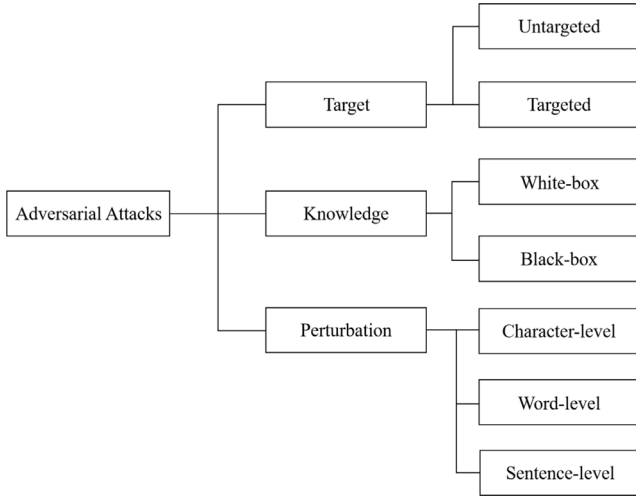 Untargeted
Target
Targeted
White-box
Adversarial Attacks
Knowledge
Black-box
Perturbation
Character-level
Word-level
Sentence-level